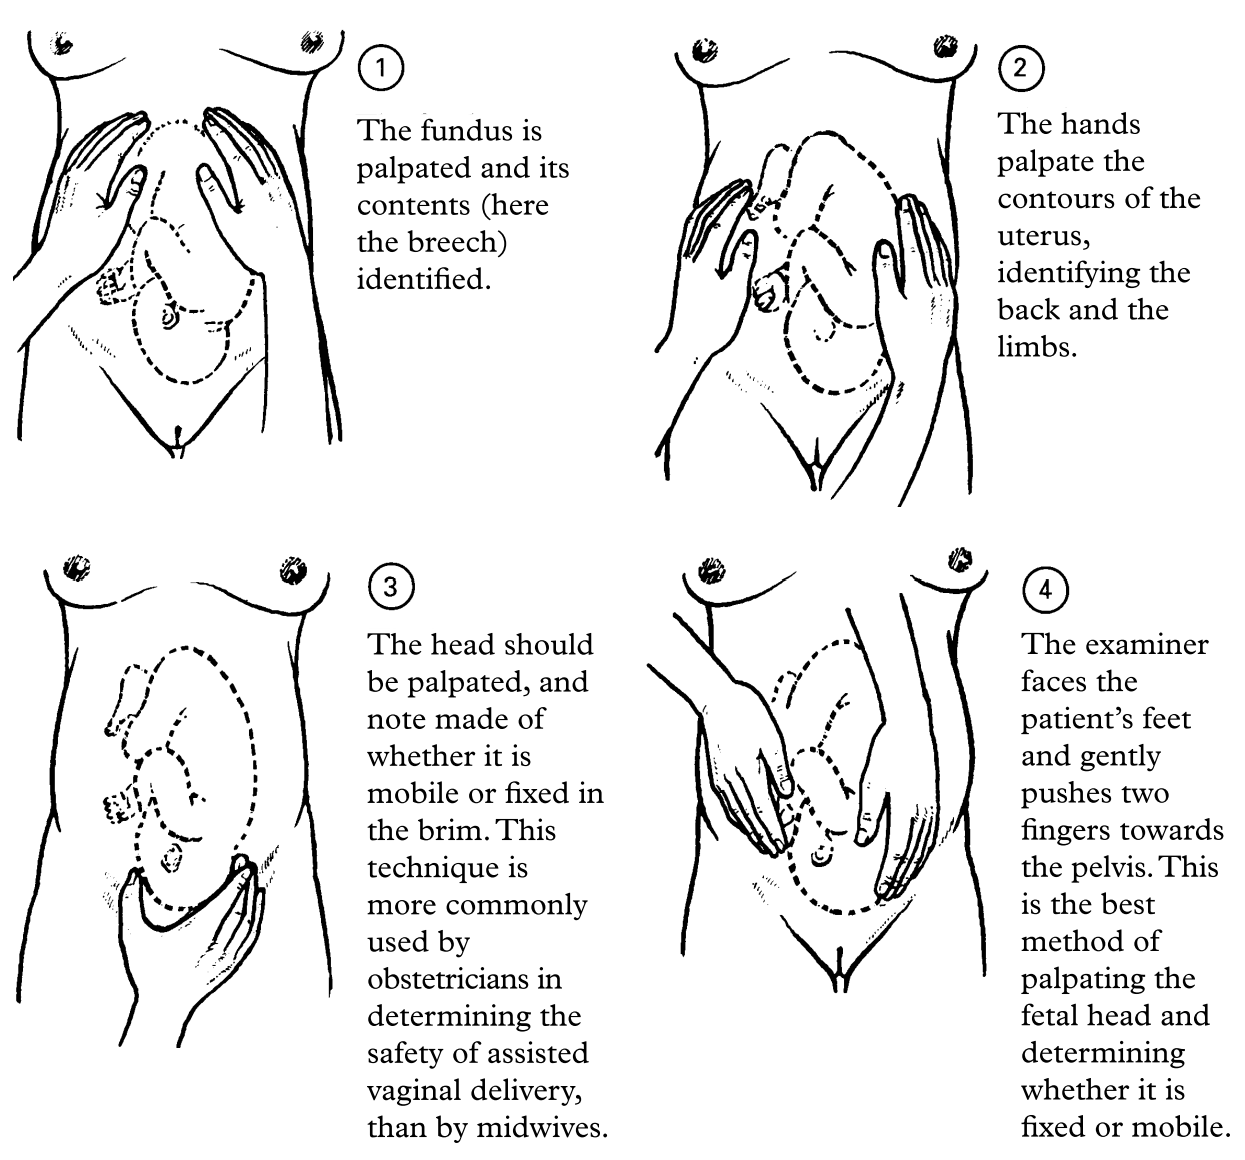 1
The fundus is
palpated and its
contents (here
the breech)
identified.
2
The hands
palpate the
contours of the
uterus,
identifying the
back and the
limbs.
3
The head should
be palpated, and
note made of
whether it is
mobile or fixed in
the brim. This
technique is
more commonly
used by
obstetricians in
determining the
safety of assisted
vaginal delivery,
than by midwives.
4
The examiner
faces the
patient’s feet
and gently
pushes two
fingers towards
the pelvis. This
is the best
method of
palpating the
fetal head and
determining
whether it is
fixed or mobile.